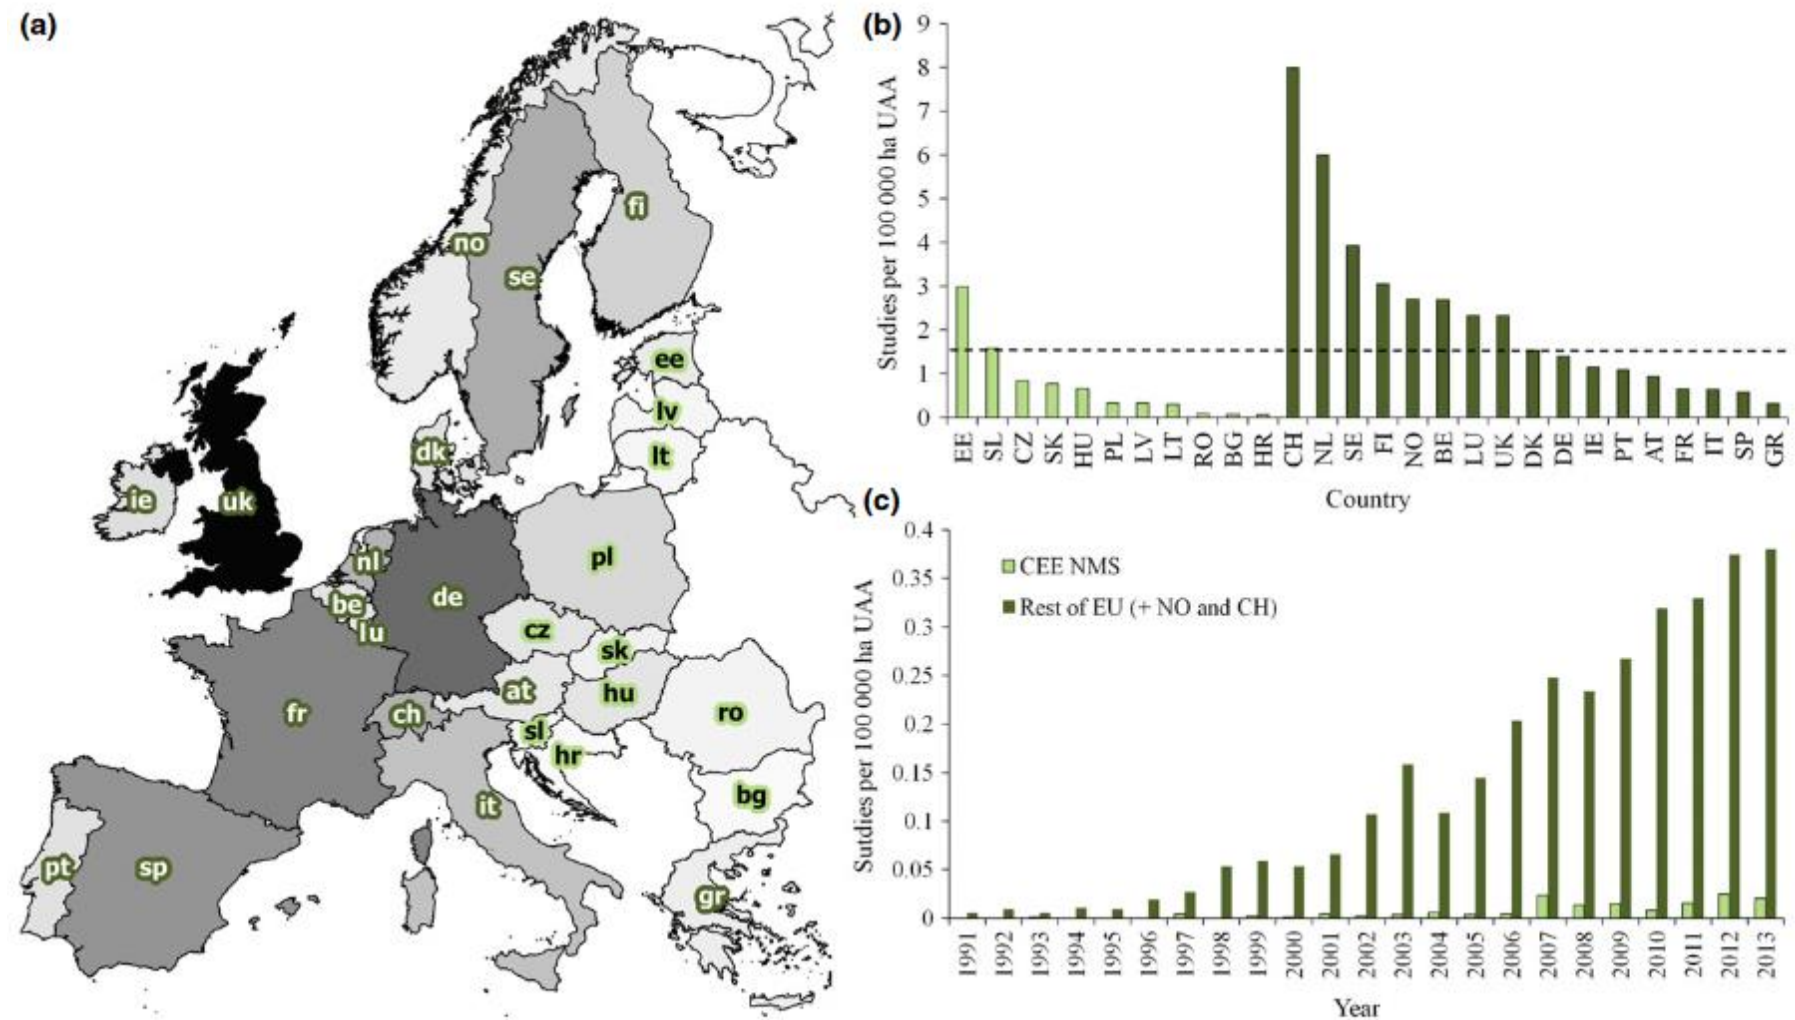 (a)
no
fi
se
ee
lv
dk
lt
ie
uk
nl
pl
be
de
lu
cz
sk
at
hu
fr
ch
ro
sl
hr
bg
it
pt
sp
gr
(b)
Studies per 100 000 ha UAA
9
8
7
6
5
4
3
2
1
0
EE
SL
CZ
SK
HU
PL
LV
LT
RO
BG
HR
CH
NL
SE
FI
NO
BE
LU
UK
DK
DE
IE
PT
AT
FR
IT
SP
GR
Country
(c)
Sutdies per 100 000 ha UAA
0.4
0.35
0.3
0.25
0.2
0.15
0.1
0.05
0
CEE NMS
Rest of EU (+ NO and CH)
1991
1992
1993
1994
1995
1996
1997
1998
1999
2000
2001
2002
2003
2004
2005
2006
2007
2008
2009
2010
2011
2012
2013
Year